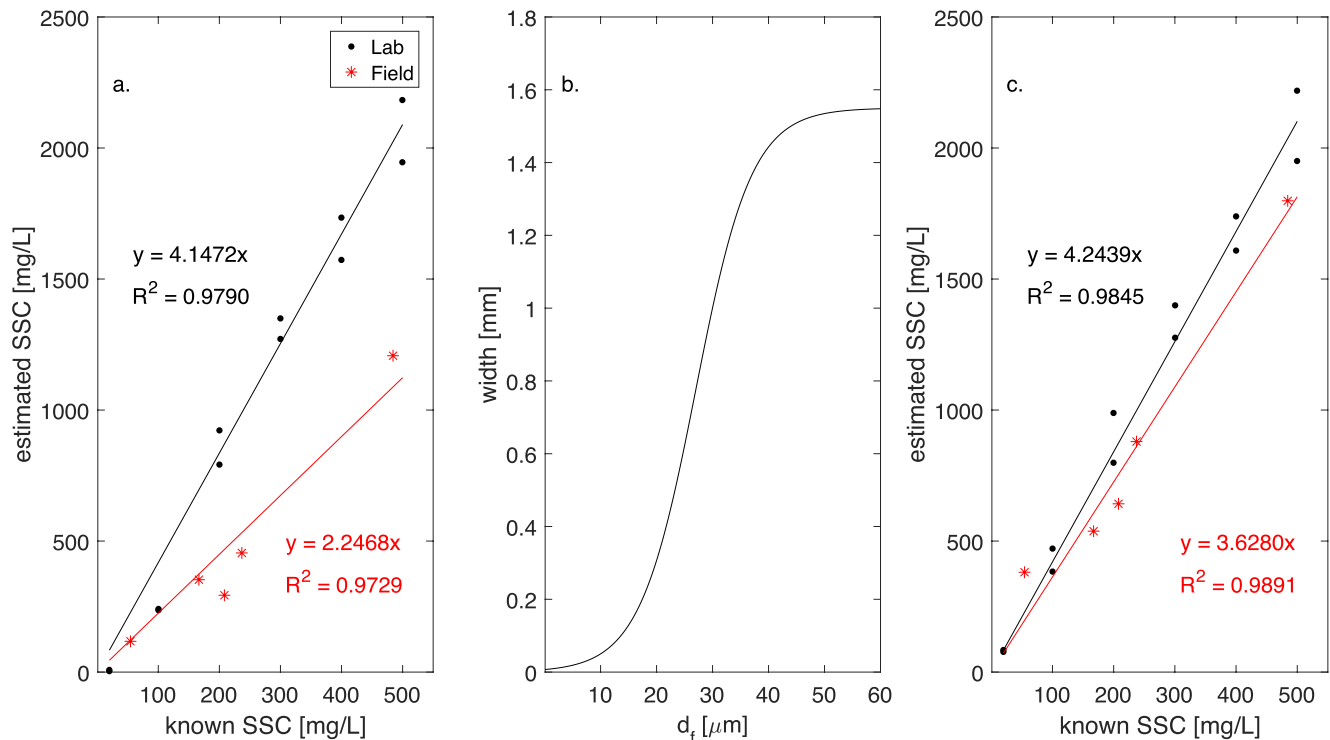 2500
2000
1500
1000
500
0
100 200 300 400 500
known SSC [mg/L]
estimated SSC [mg/L]
a.
Lab
Field
y = 4.1472x
R² = 0.9790
y = 2.2468x
R² = 0.9729
1.8
1.6
1.4
1.2
1
0.8
0.6
0.4
0.2
0
10 20 30 40 50 60
d_f [μm]
width [mm]
b.
2500
2000
1500
1000
500
0
100 200 300 400 500
known SSC [mg/L]
estimated SSC [mg/L]
c.
y = 4.2439x
R² = 0.9845
y = 3.6280x
R² = 0.9891